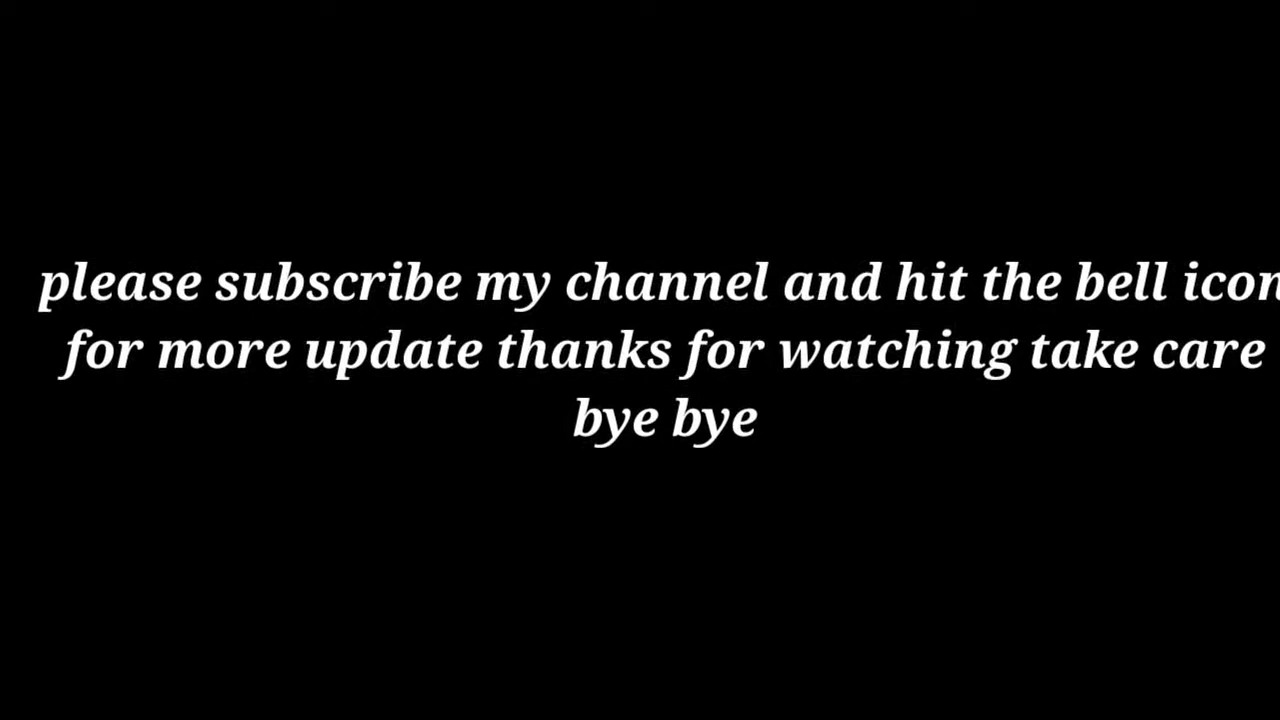 please subscribe my channel and hit the bell icon
for more update thanks for watching take care
bye bye